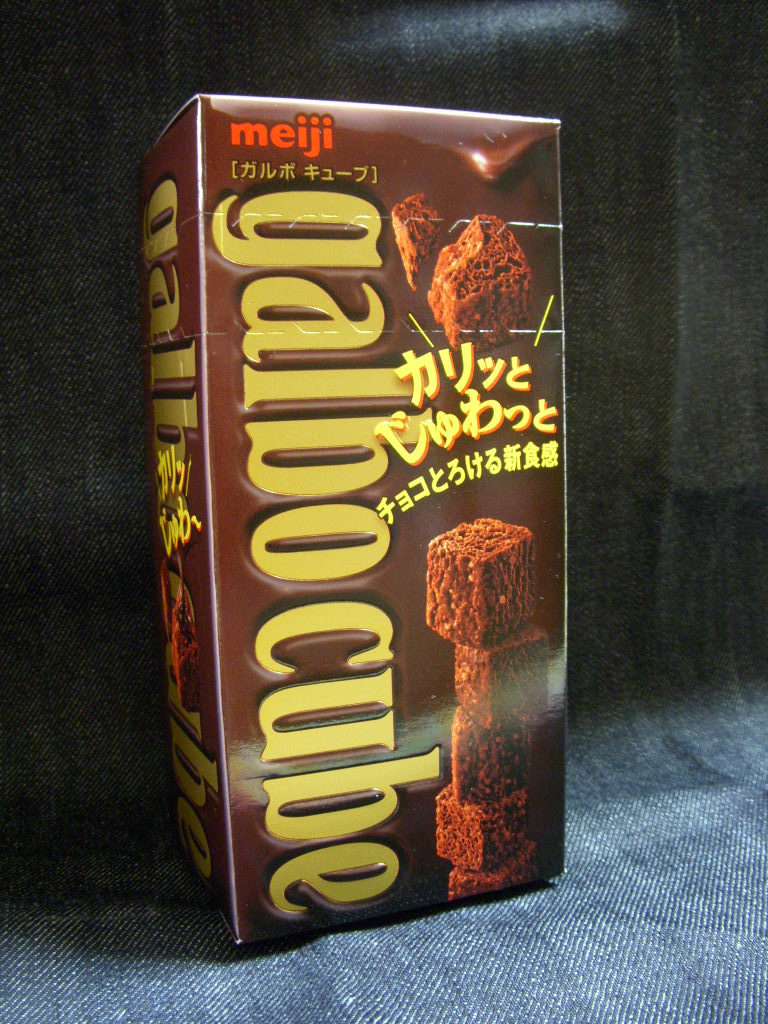 meiji
[ガルボ キューブ]
galbo cube
カリッと
じゅわっと
チョコとろける新食感
galbo cube
カリッ
じゅわ〜